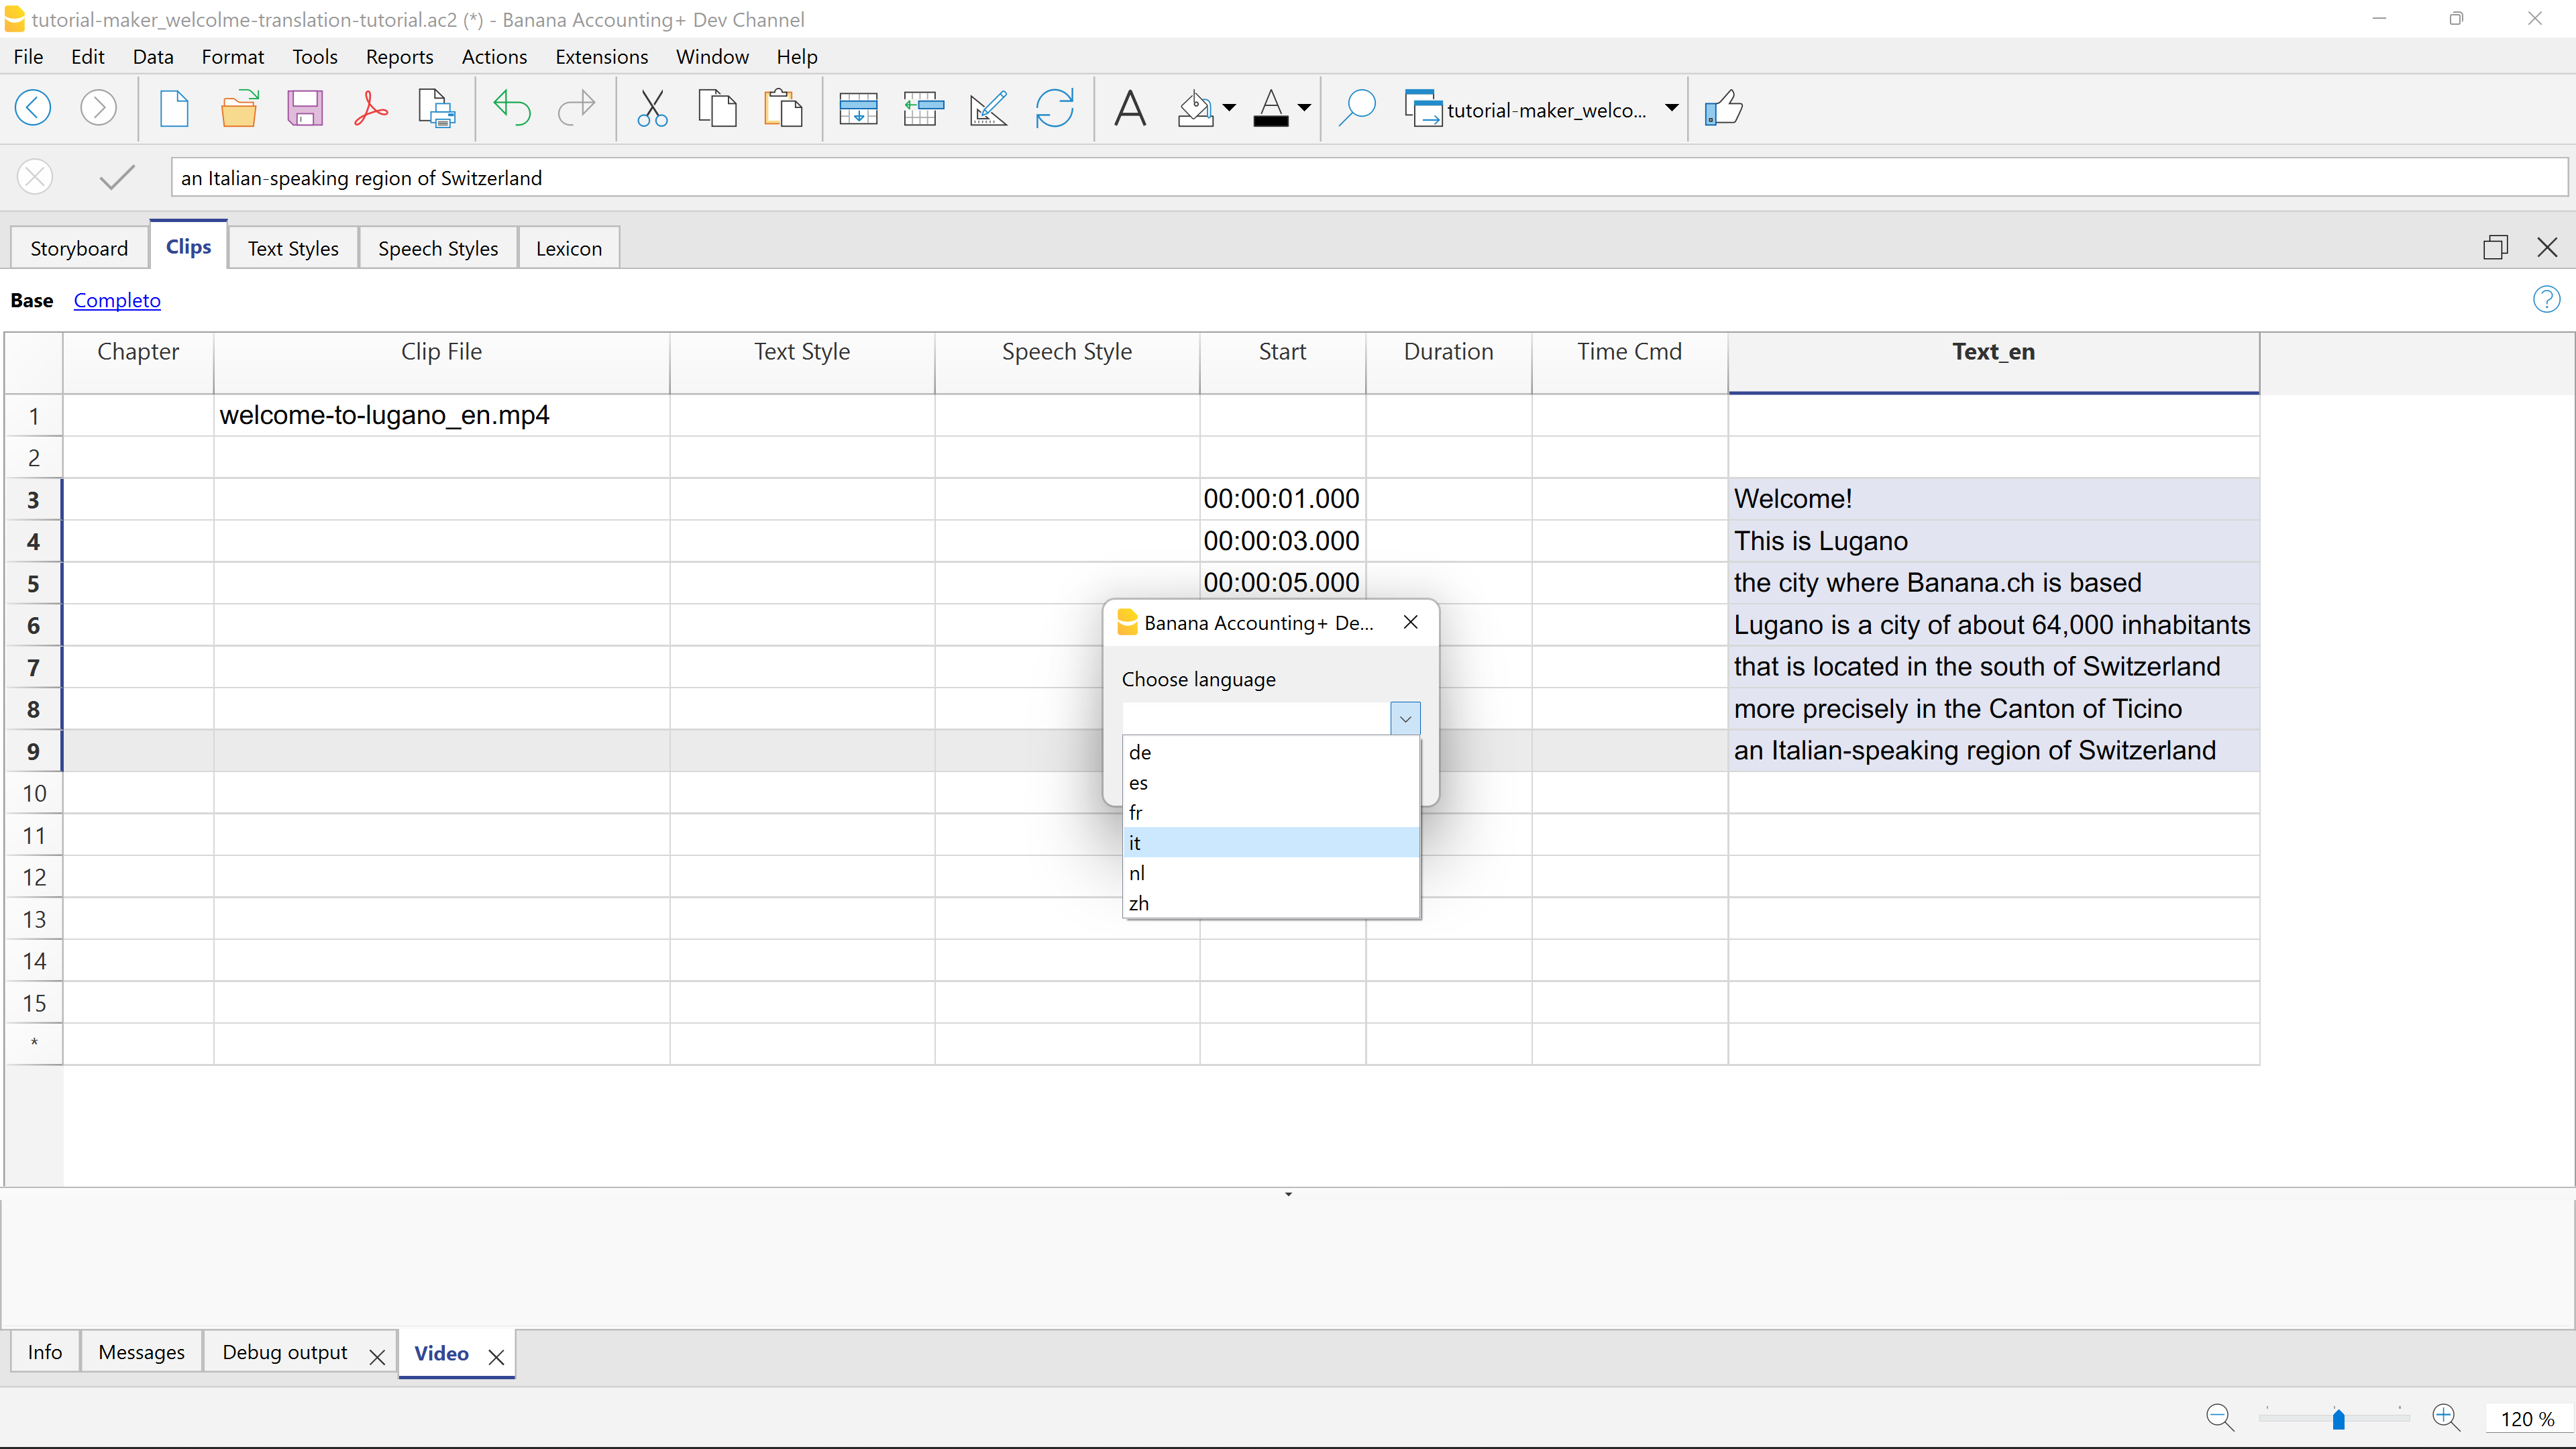 tutorial-maker_welcolme-translation-tutorial.ac2 (*) - Banana Accounting+ Dev Channel
File Edit Data Format Tools Reports Actions Extensions Window Help
tutorial-maker_welco...
an Italian-speaking region of Switzerland
Storyboard Clips Text Styles Speech Styles Lexicon
Base Completo
Chapter Clip File Text Style Speech Style Start Duration Time Cmd Text_en
1 welcome-to-lugano_en.mp4
2
3 00:00:01.000 Welcome!
4 00:00:03.000 This is Lugano
5 00:00:05.000 the city where Banana.ch is based
6 Lugano is a city of about 64,000 inhabitants
7 that is located in the south of Switzerland
8 more precisely in the Canton of Ticino
9 an Italian-speaking region of Switzerland
10
11
12
13
14
15
*
Banana Accounting+ De...
Choose language
de
es
fr
it
nl
zh
Info Messages Debug output Video
120 %